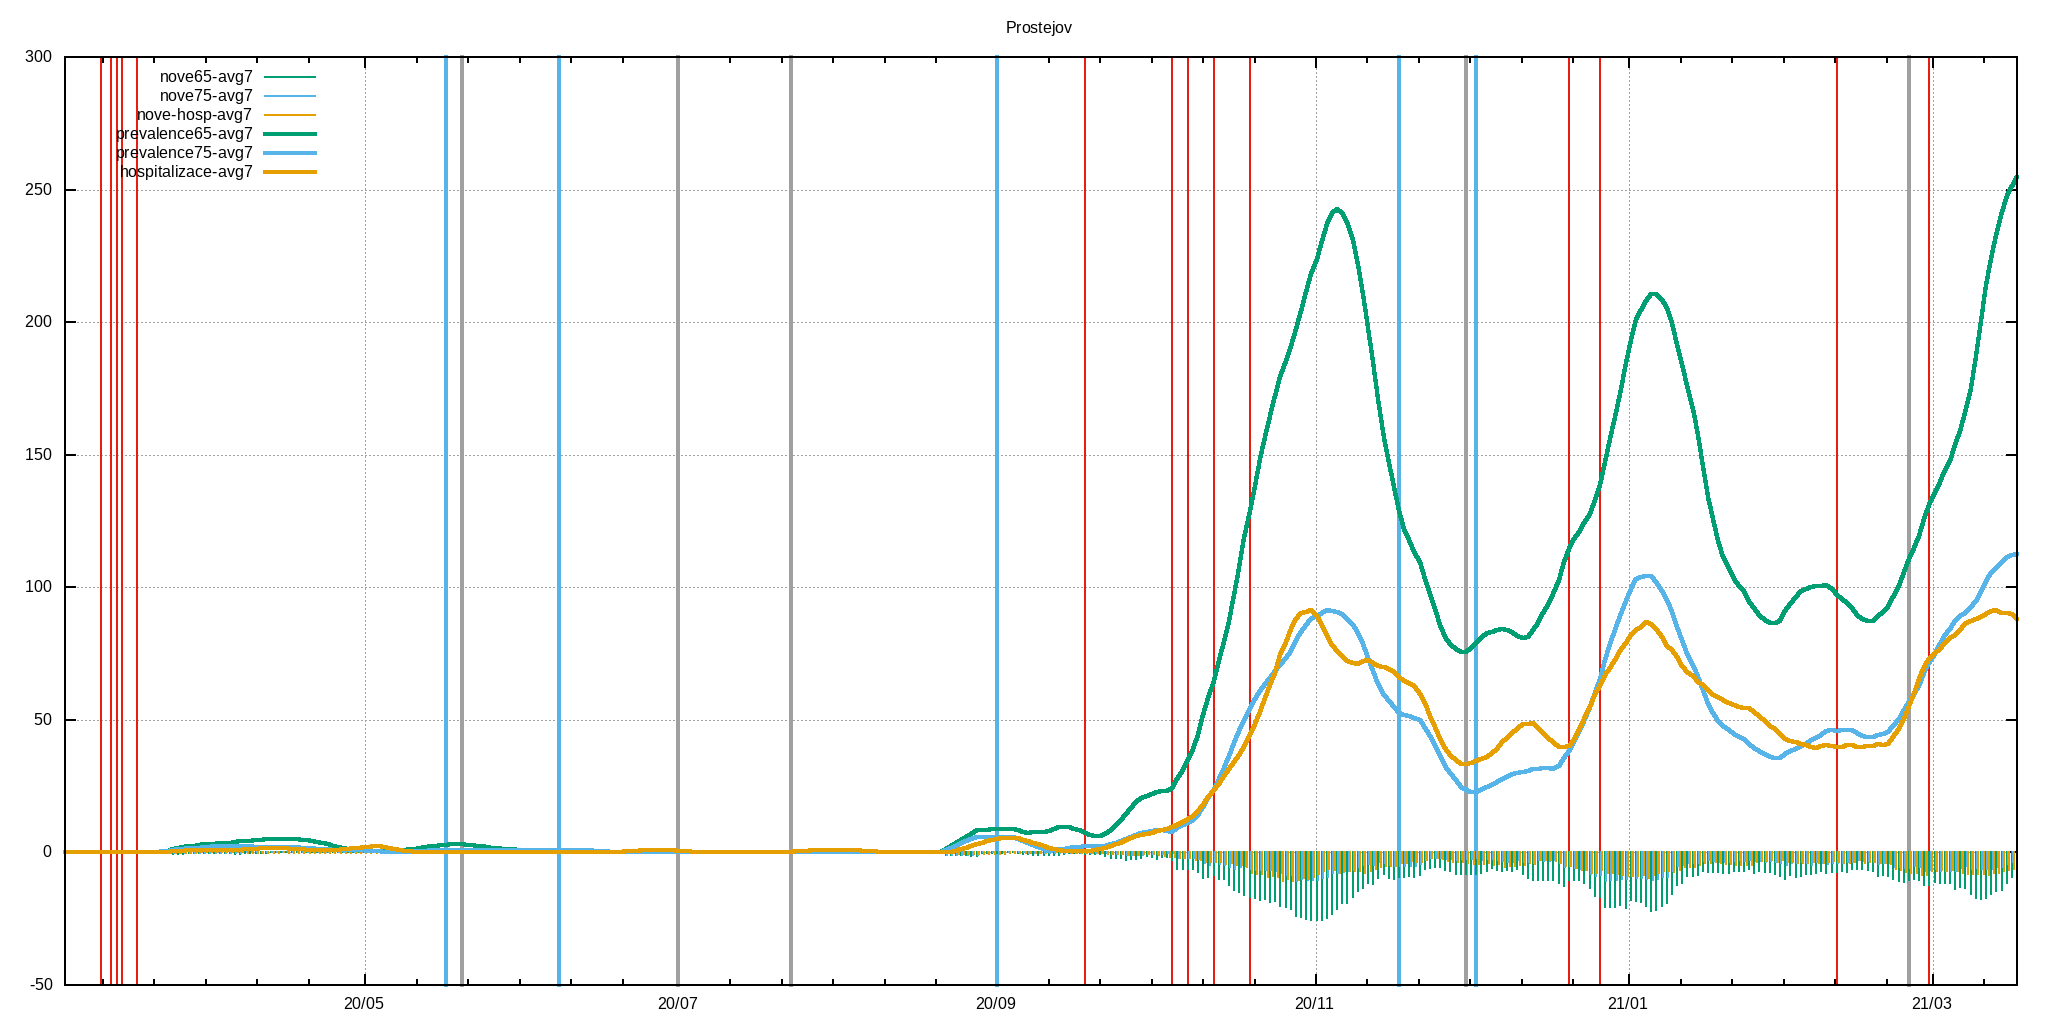 Prostejov
300
250
200
150
100
50
0
-50
nove65-avg7
nove75-avg7
nove-hosp-avg7
prevalence65-avg7
prevalence75-avg7
hospitalizace-avg7
20/05 20/07 20/09 20/11 21/01 21/03